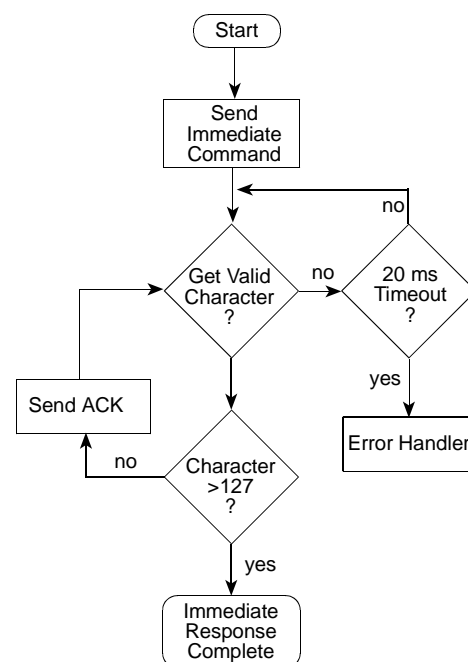 Start
Send
Immediate
Command
no
Get Valid
Character
?
no
20 ms
Timeout
?
yes
Send ACK
Error Handler
no
Character
>127
?
yes
Immediate
Response
Complete